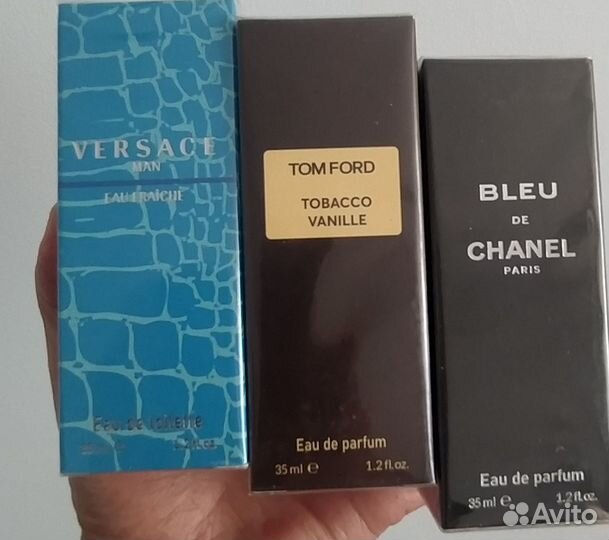 VERSACE
MAN
EAU FRAÎCHE
Eau de toilette
TOM FORD
TOBACCO
VANILLE
Eau de parfum
35 ml e 1.2 fl.oz.
BLEU
DE
CHANEL
PARIS
Eau de parfum
35 ml e 1.2 fl.oz.
Avito